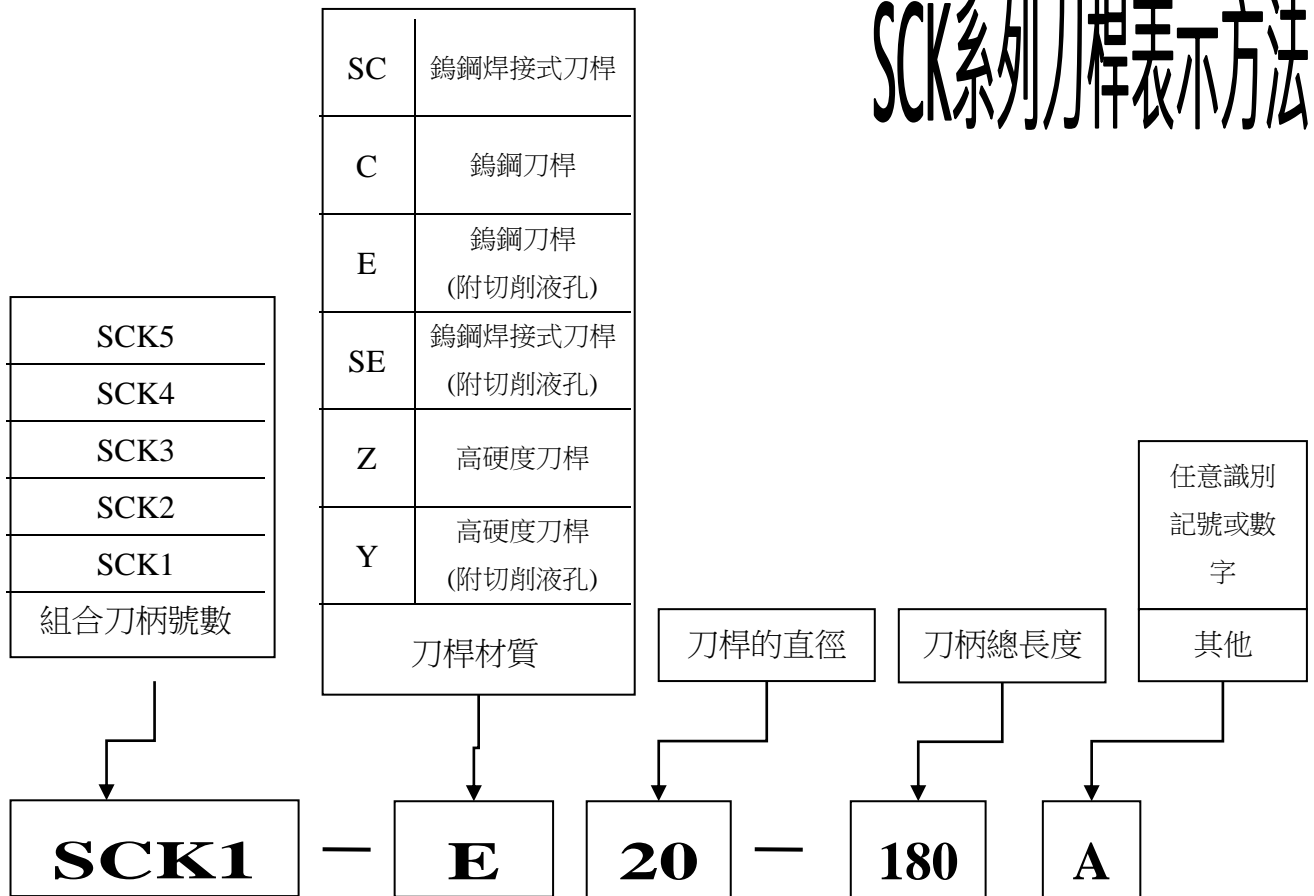 SCK系列刀桿表示方法
SC 鎢鋼焊接式刀桿
C 鎢鋼刀桿
E 鎢鋼刀桿
(附切削液孔)
SE 鎢鋼焊接式刀桿
(附切削液孔)
Z 高硬度刀桿
Y 高硬度刀桿
(附切削液孔)
刀桿材質
SCK5
SCK4
SCK3
SCK2
SCK1
組合刀柄號數
刀桿的直徑
刀柄總長度
任意識別
記號或數
字
其他
SCK1 — E 20 — 180 A